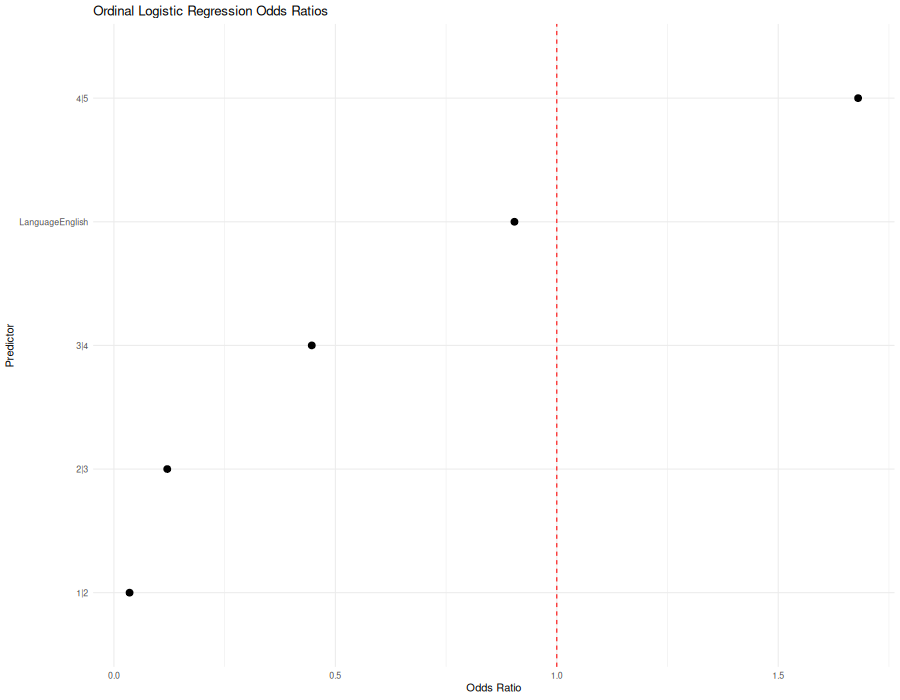 Ordinal Logistic Regression Odds Ratios
Predictor
4|5
LanguageEnglish
3|4
2|3
1|2
0.0
0.5
1.0
1.5
Odds Ratio